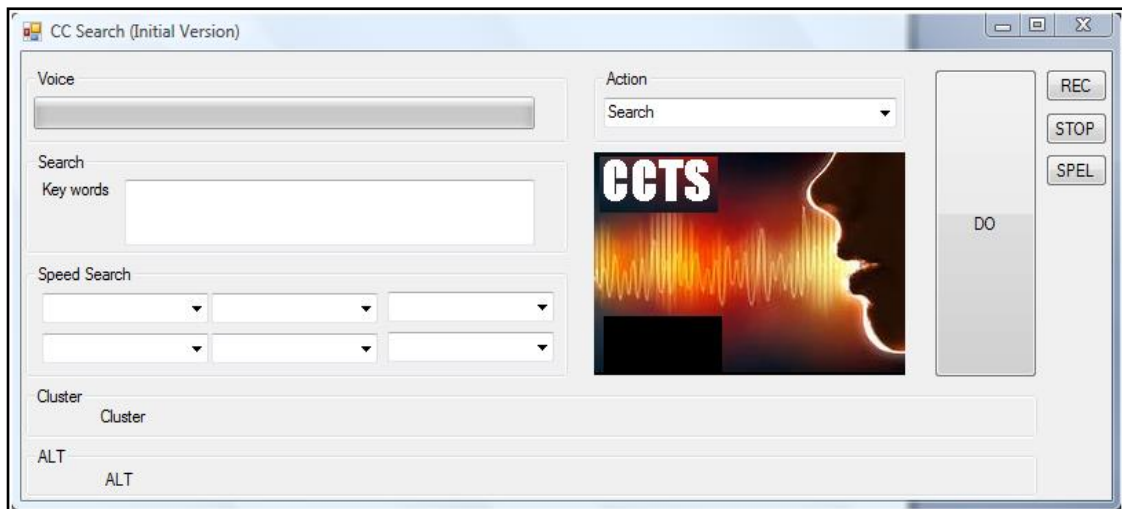 CC Search (Initial Version)
Voice
Action
Search
REC
STOP
SPEL
Search
Key words
CCTS
DO
Speed Search
Cluster
Cluster
ALT
ALT